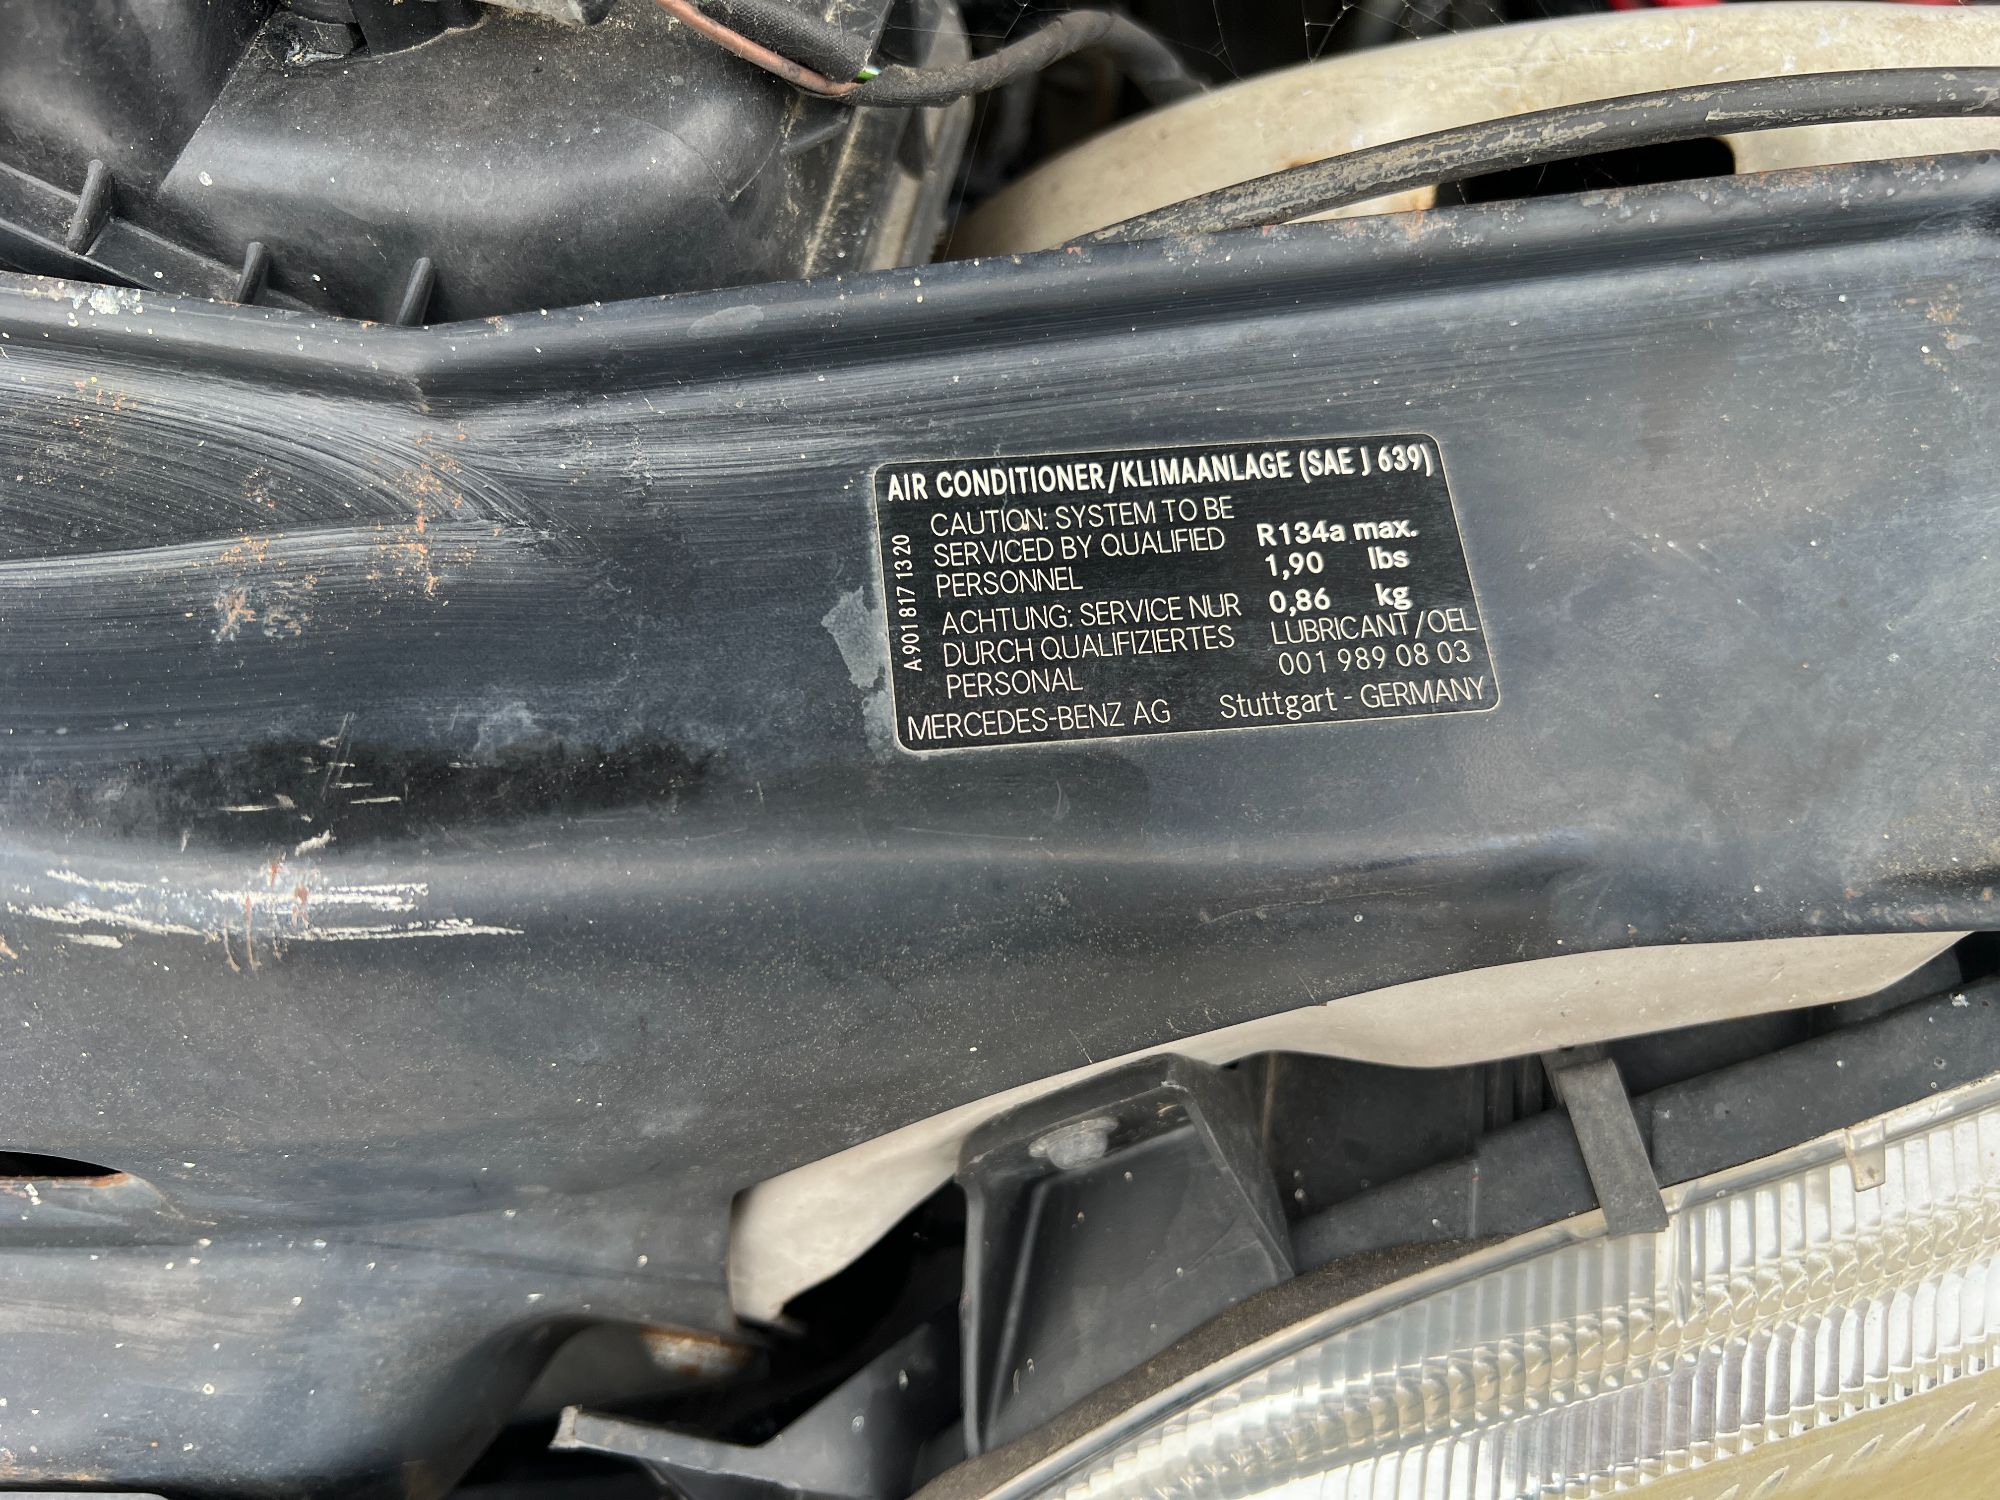 AIR CONDITIONER/KLIMAANLAGE (SAE J 639)
CAUTION: SYSTEM TO BE
SERVICED BY QUALIFIED
PERSONNEL
ACHTUNG: SERVICE NUR
DURCH QUALIFIZIERTES
PERSONAL
R134a max.
1,90 lbs
0,86 kg
LUBRICANT/OEL
001 989 08 03
MERCEDES-BENZ AG Stuttgart - GERMANY
A 901 817 13 20